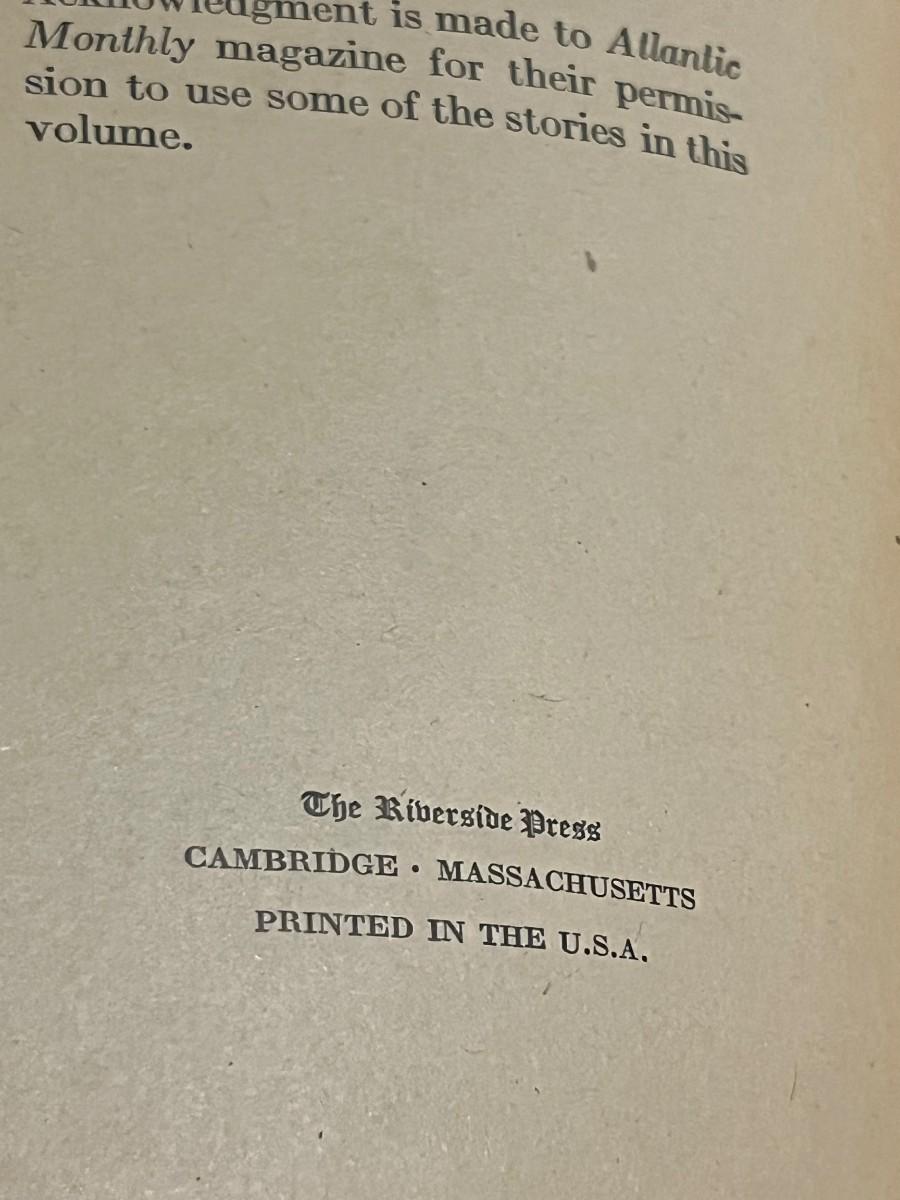 Acknowledgment is made to Atlantic
Monthly magazine for their permis-
sion to use some of the stories in this
volume.
The Riverside Press
CAMBRIDGE · MASSACHUSETTS
PRINTED IN THE U.S.A.